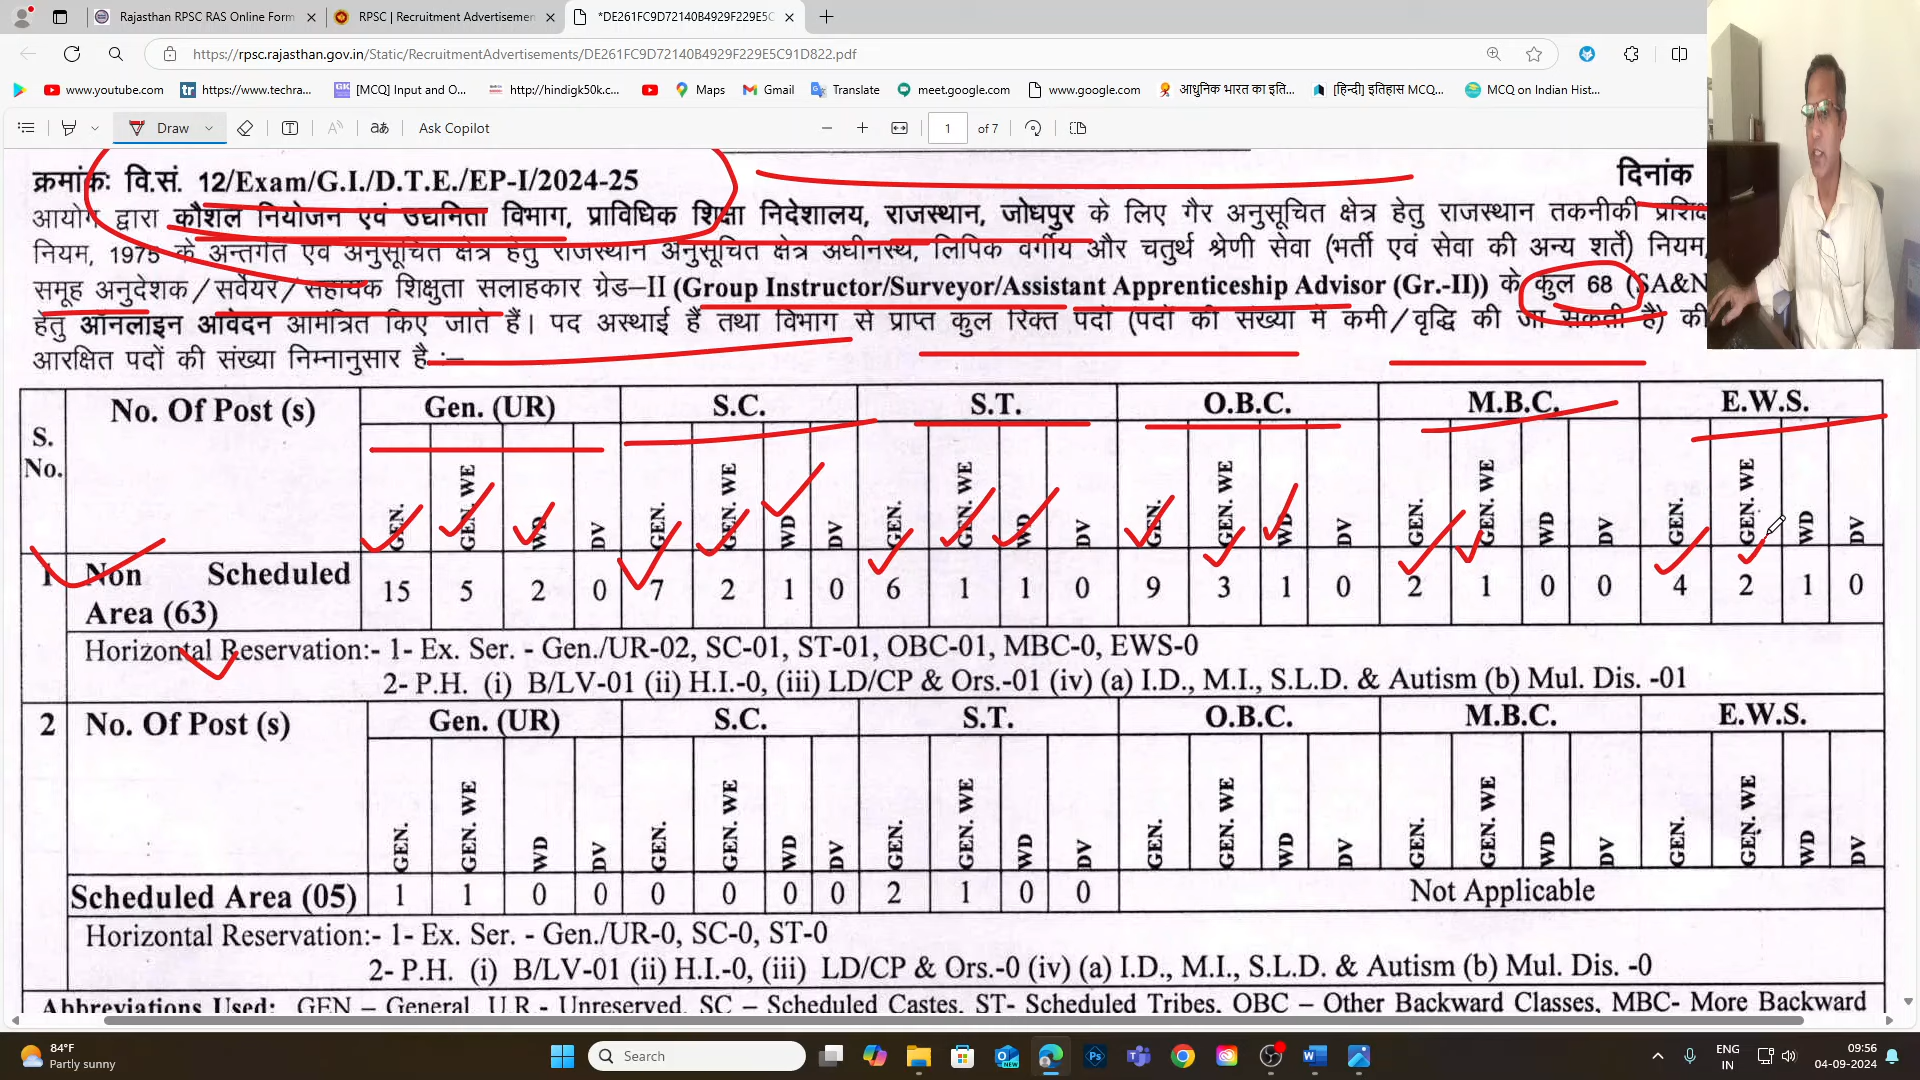 Rajasthan RPSC RAS Online Form
RPSC | Recruitment Advertisemen
*DE261FC9D72140B4929F229E5C
https://rpsc.rajasthan.gov.in/Static/RecruitmentAdvertisements/DE261FC9D72140B4929F229E5C91D822.pdf
www.youtube.com
https://www.techra...
[MCQ] Input and O...
http://hindigk50k.c...
Maps
Gmail
Translate
meet.google.com
www.google.com
आधुनिक भारत का इति...
[हिन्दी] इतिहास MCQ...
MCQ on Indian Hist...
Draw
Ask Copilot
1 of 7
क्रमांकः वि.सं. 12/Exam/G.I./D.T.E./EP-I/2024-25 दिनांक
आयोग द्वारा कौशल नियोजन एवं उद्यमिता विभाग, प्राविधिक शिक्षा निदेशालय, राजस्थान, जोधपुर के लिए गैर अनुसूचित क्षेत्र हेतु राजस्थान तकनीकी प्रशि
नियम, 1975 के अन्तर्गत एवं अनुसूचित क्षेत्र हेतु राजस्थान अनुसूचित क्षेत्र अधीनस्थ, लिपिक वर्गीय और चतुर्थ श्रेणी सेवा (भर्ती एवं सेवा की अन्य शर्ते) नियम,
समूह अनुदेशक/सर्वेयर/सहायक शिक्षुता सलाहकार ग्रेड–II (Group Instructor/Surveyor/Assistant Apprenticeship Advisor (Gr.-II)) के कुल 68 (SA&N
हेतु ऑनलाइन आवेदन आमंत्रित किए जाते हैं। पद अस्थाई हैं तथा विभाग से प्राप्त कुल रिक्त पदों (पदों की संख्या में कमी/वृद्धि की जा सकती है) की
आरक्षित पदों की संख्या निम्नानुसार है :–
S. No. No. Of Post (s) Gen. (UR) S.C. S.T. O.B.C. M.B.C. E.W.S.
GEN. GEN. WE WD DV GEN. GEN. WE WD DV GEN. GEN. WE WD DV GEN. GEN. WE WD DV GEN. GEN. WE WD DV GEN. GEN. WE WD DV
1 Non Scheduled Area (63) 15 5 2 0 7 2 1 0 6 1 1 0 9 3 1 0 2 1 0 0 4 2 1 0
Horizontal Reservation:- 1- Ex. Ser. - Gen./UR-02, SC-01, ST-01, OBC-01, MBC-0, EWS-0
2- P.H. (i) B/LV-01 (ii) H.I.-0, (iii) LD/CP & Ors.-01 (iv) (a) I.D., M.I., S.L.D. & Autism (b) Mul. Dis. -01
2 No. Of Post (s) Gen. (UR) S.C. S.T. O.B.C. M.B.C. E.W.S.
GEN. GEN. WE WD DV GEN. GEN. WE WD DV GEN. GEN. WE WD DV GEN. GEN. WE WD DV GEN. GEN. WE WD DV GEN. GEN. WE WD DV
Scheduled Area (05) 1 1 0 0 0 0 0 0 2 1 0 0 Not Applicable
Horizontal Reservation:- 1- Ex. Ser. - Gen./UR-0, SC-0, ST-0
2- P.H. (i) B/LV-01 (ii) H.I.-0, (iii) LD/CP & Ors.-0 (iv) (a) I.D., M.I., S.L.D. & Autism (b) Mul. Dis. -0
Abbreviations Used: GEN – General, U.R.- Unreserved, SC – Scheduled Castes, ST- Scheduled Tribes, OBC – Other Backward Classes, MBC- More Backward
84°F
Partly sunny
Search
ENG
IN
09:56
04-09-2024